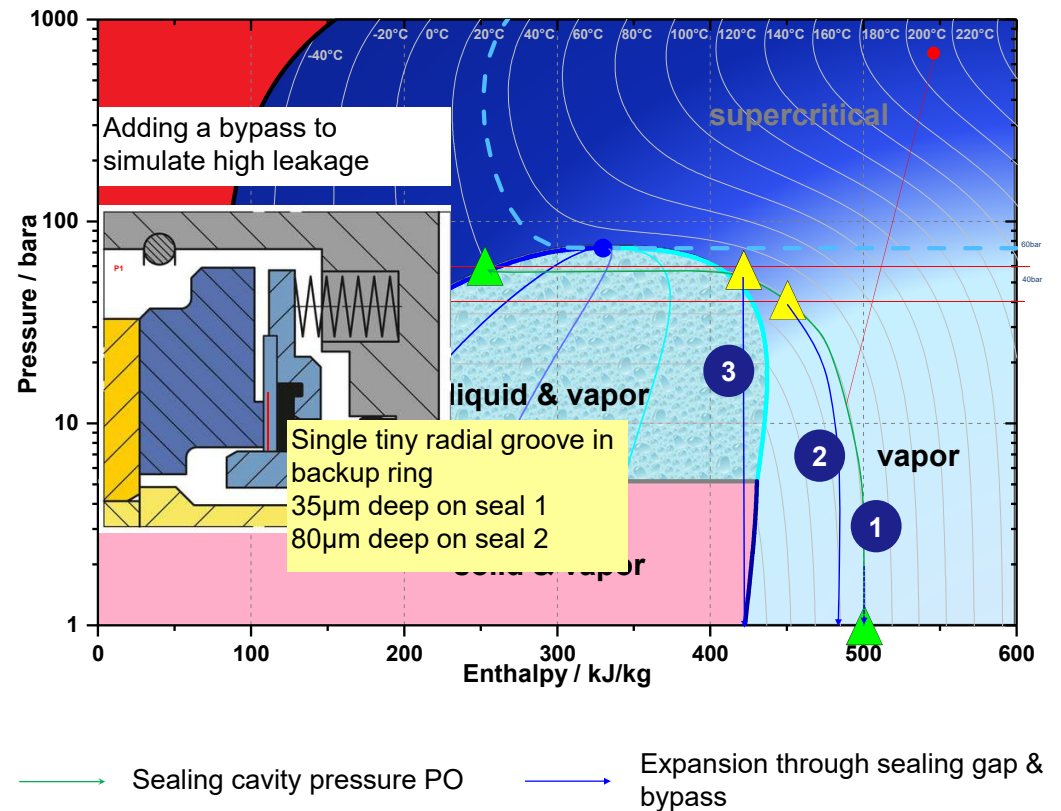 1000
100
10
1
Pressure / bara
-40°C
-20°C
0°C
20°C
40°C
60°C
80°C
100°C
120°C
140°C
160°C
180°C
200°C
220°C
supercritical
Adding a bypass to
simulate high leakage
P1
60bar
40bar
liquid & vapor
3
2
1
vapor
Single tiny radial groove in
backup ring
35µm deep on seal 1
80µm deep on seal 2
solid & vapor
0
100
200
300
400
500
600
Enthalpy / kJ/kg
Sealing cavity pressure PO
Expansion through sealing gap &
bypass